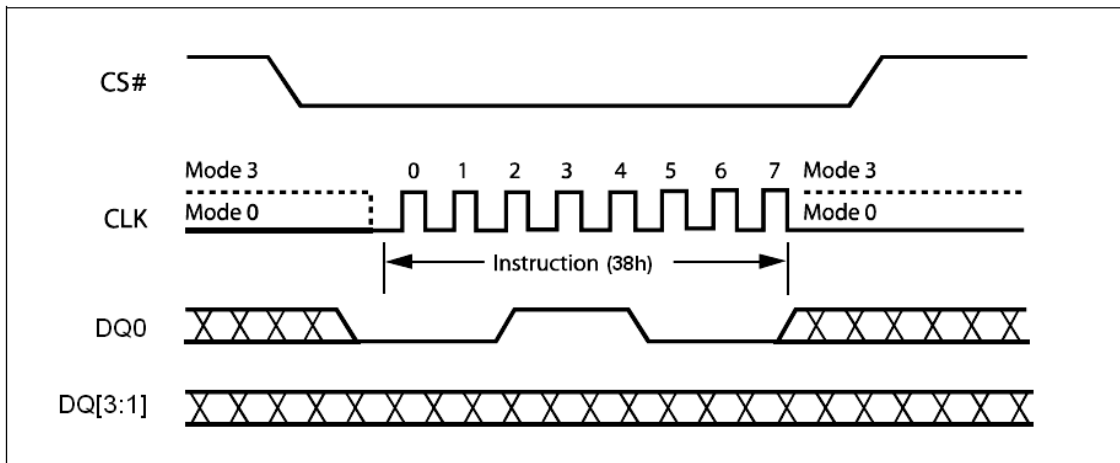 CS#
Mode 3 0 1 2 3 4 5 6 7 Mode 3
CLK Mode 0 Mode 0
Instruction (38h)
DQ0
DQ[3:1]